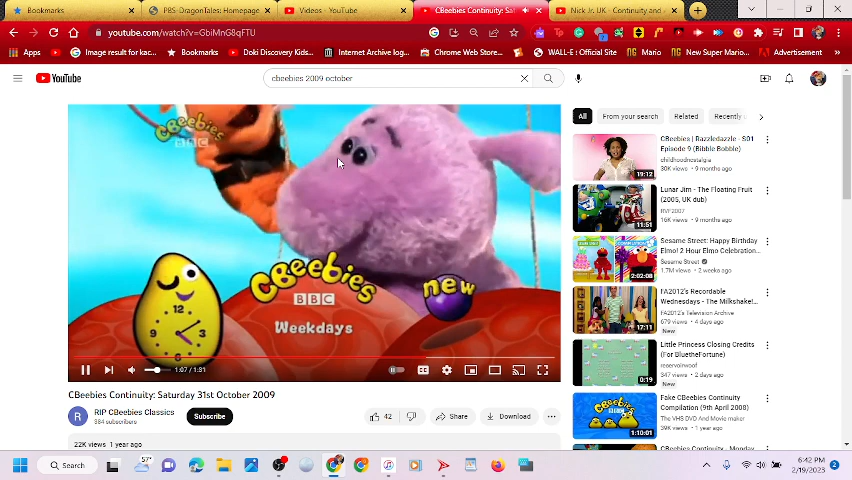 Bookmarks
PBS-DragonTales: Homepage
Videos - YouTube
CBeebies Continuity: Sat
Nick Jr. UK - Continuity and
youtube.com/watch?v=GbiMnG8qFTU
Apps
Image result for kac...
Bookmarks
Doki Discovery Kids...
Internet Archive log...
Chrome Web Store...
WALL-E | Official Site
Mario
New Super Mario...
Advertisement
YouTube
cbeebies 2009 october
All
From your search
Related
Recently
CBeebies
BBC
CBeebies
BBC
new
Weekdays
12
3
6
9
1:07 / 1:31
CBeebies Continuity: Saturday 31st October 2009
RIP CBeebies Classics
384 subscribers
Subscribe
42
Share
Download
22K views 1 year ago
CBeebies | Razzledazzle - S01
Episode 9 (Bibble Bobble)
childhoodnostalgia
30K views • 9 months ago
19:12
Lunar Jim - The Floating Fruit
(2005, UK dub)
RVF2007
16K views • 9 months ago
11:51
Sesame Street: Happy Birthday
Elmo! 2 Hour Elmo Celebration...
Sesame Street
1.7M views • 2 weeks ago
2:02:08
FA2012's Recordable
Wednesdays - The Milkshake!...
FA2012's Television Archive
679 views • 4 days ago
New
17:11
Little Princess Closing Credits
(For BluetheFortune)
reservoirwoof
347 views • 2 days ago
New
0:19
Fake CBeebies Continuity
Compilation (9th April 2008)
The VHS DVD And Movie maker
39K views • 1 year ago
1:10:01
CBeebies Continuity - Monday
57°
Search
6:42 PM
2/19/2023
2